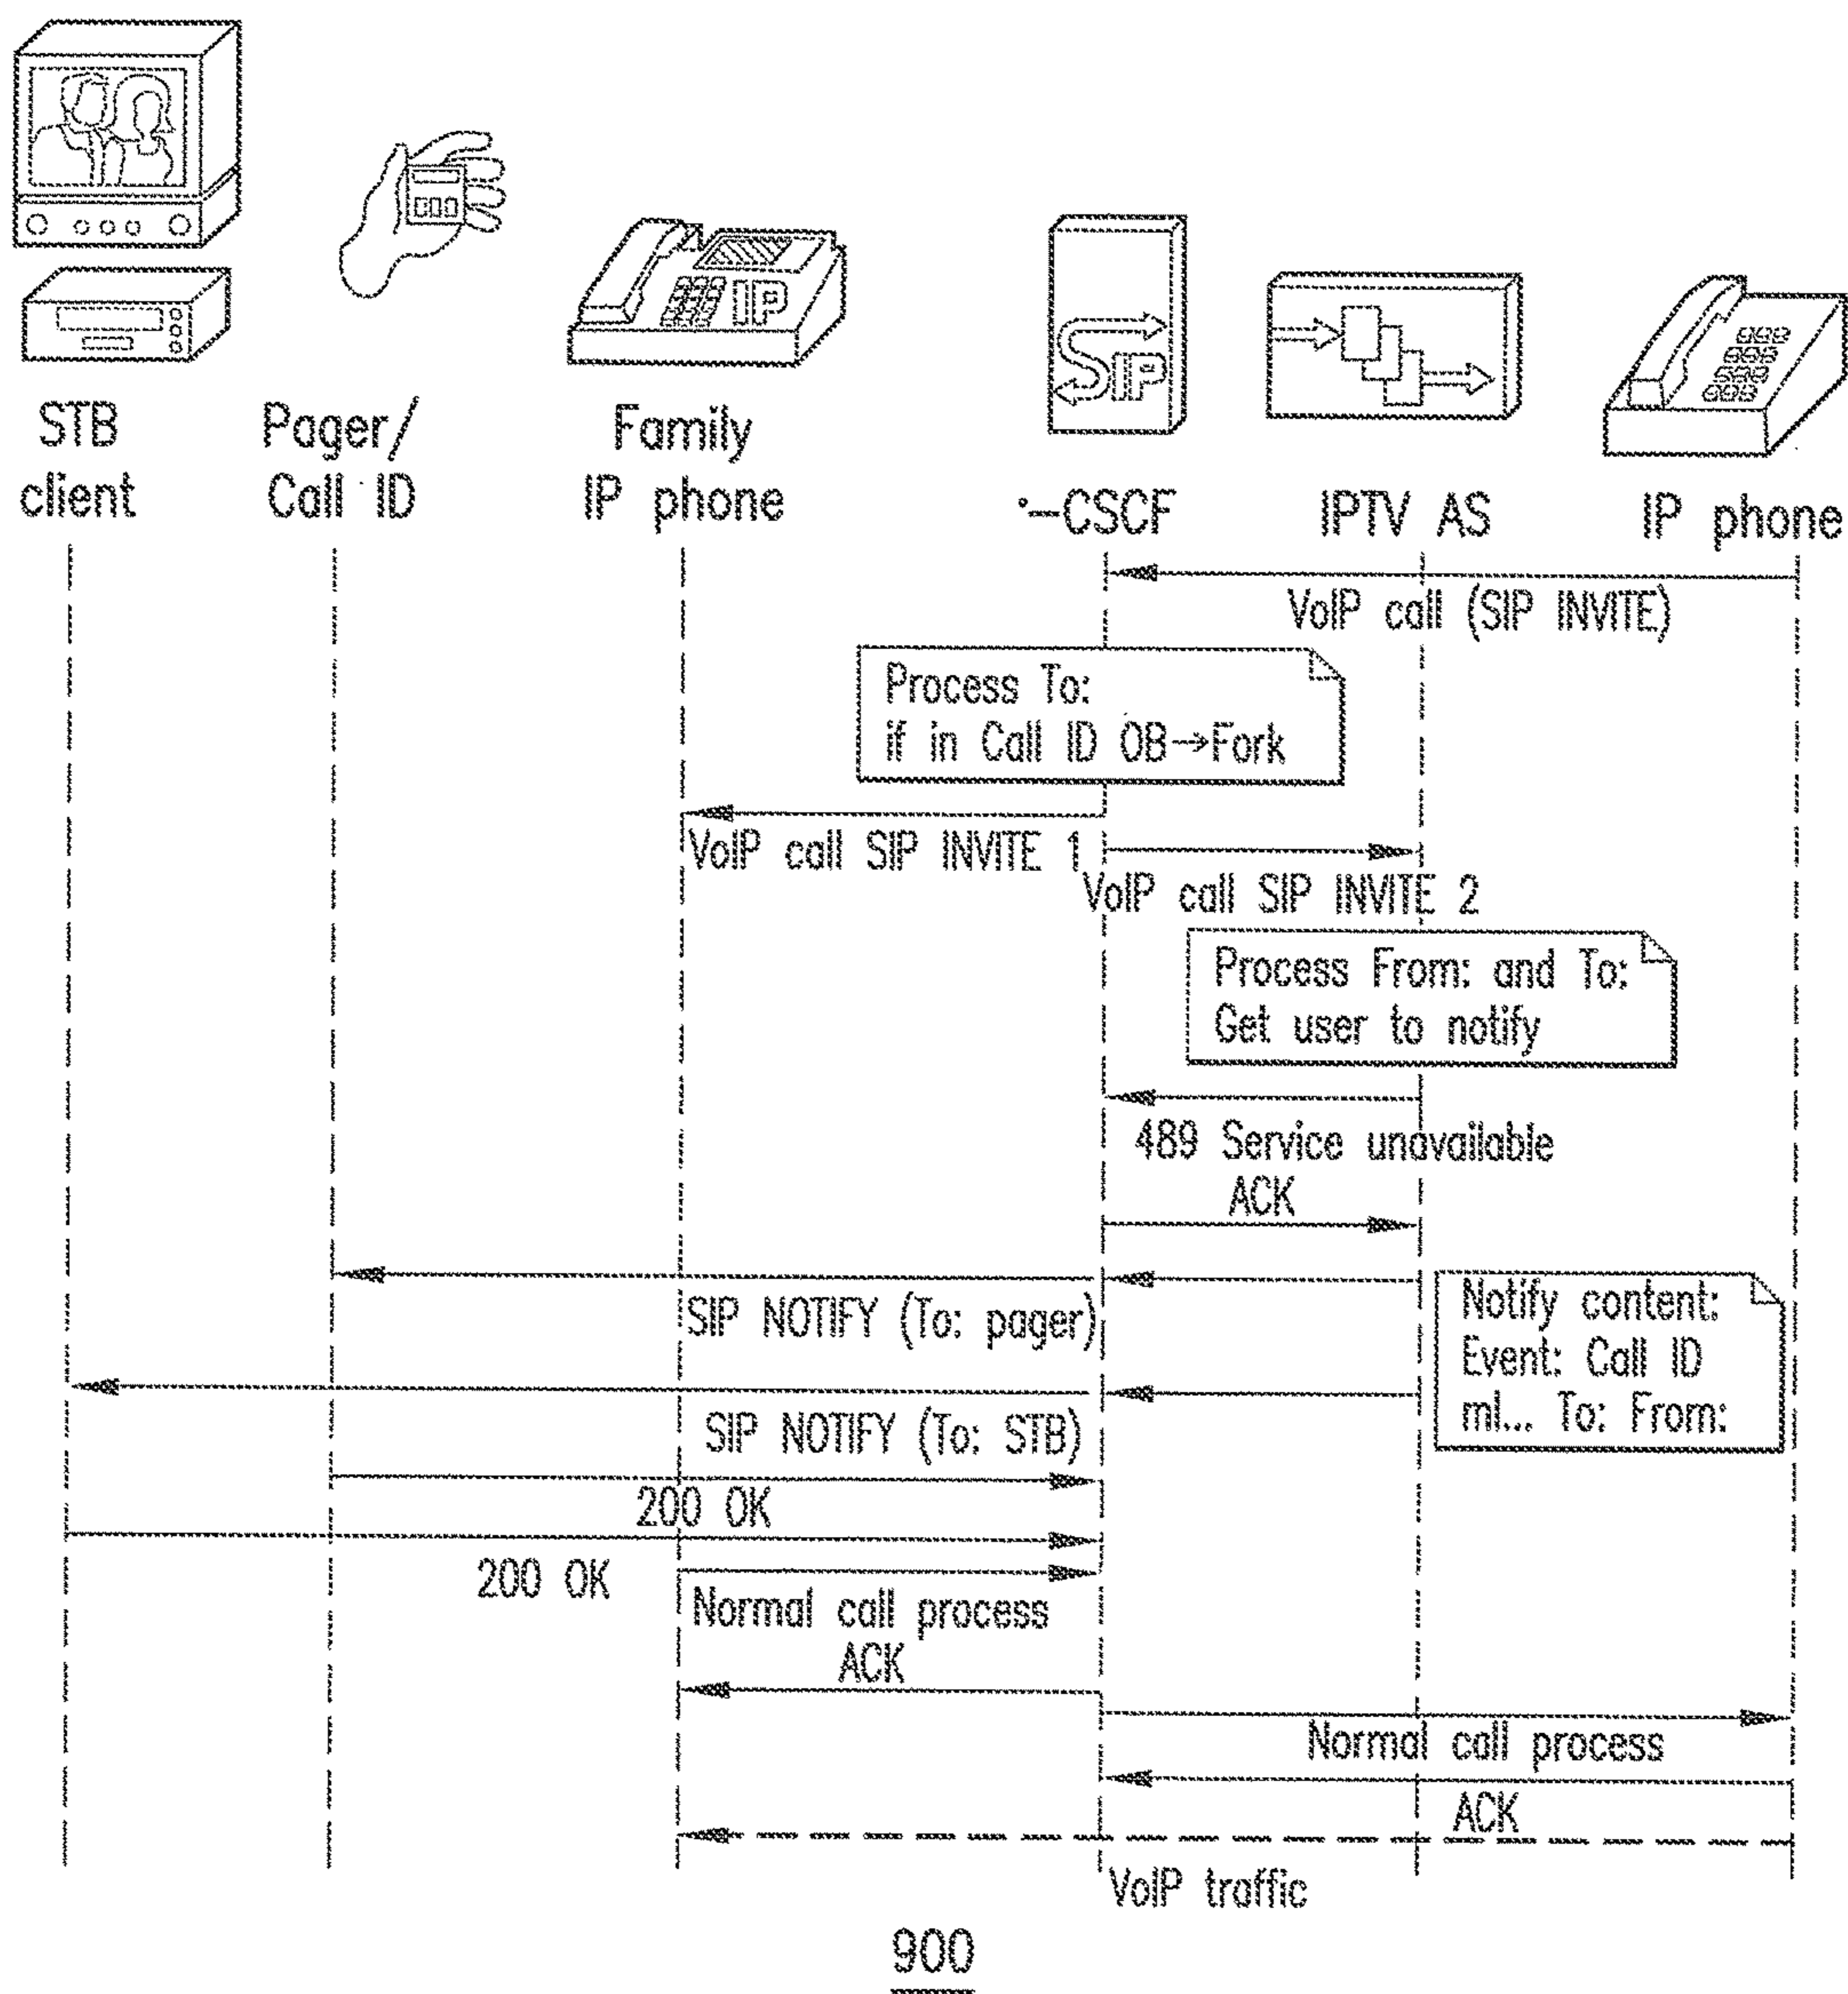 IP
SIP
STB
client
Pager/
Call ID
Family
IP phone
*-CSCF
IPTV AS
IP phone
VoIP call (SIP INVITE)
Process To:
if in Call ID OB→Fork
VoIP call SIP INVITE 1
VoIP call SIP INVITE 2
Process From: and To:
Get user to notify
489 Service unavailable
ACK
SIP NOTIFY (To: pager)
Notify content:
Event: Call ID
ml... To: From:
SIP NOTIFY (To: STB)
200 OK
200 OK
Normal call process
ACK
Normal call process
ACK
VoIP traffic
900